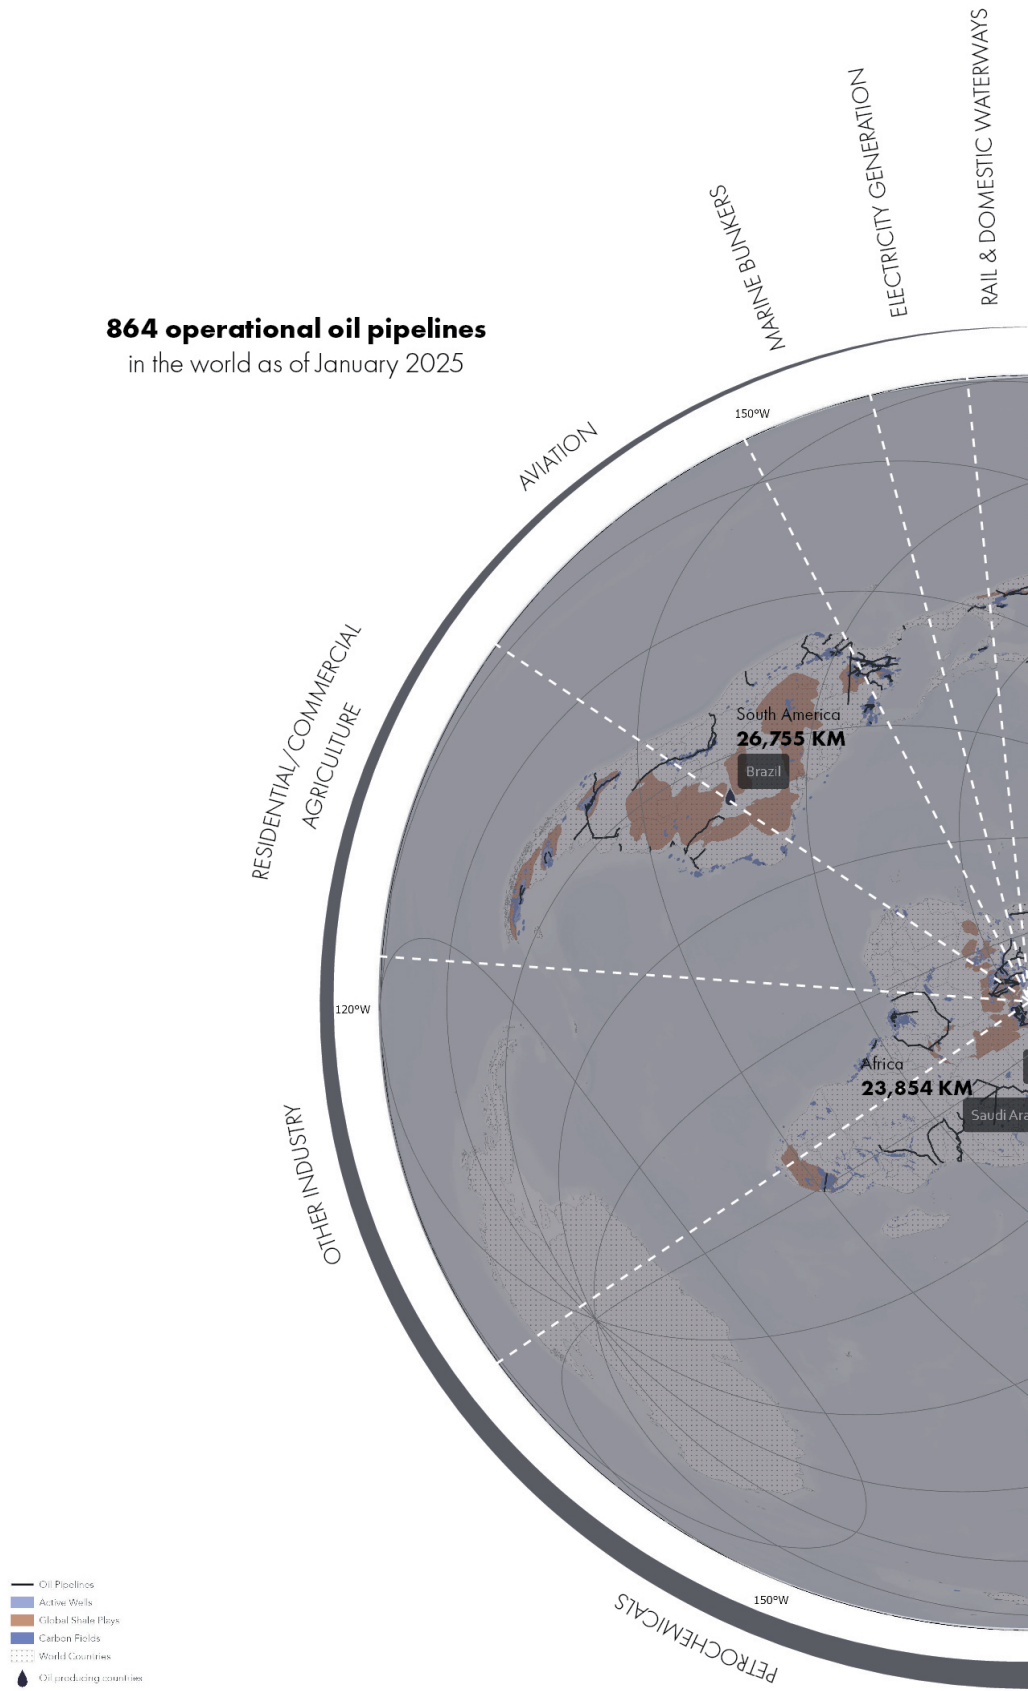 RAIL & DOMESTIC WATERWAYS
ELECTRICITY GENERATION
MARINE BUNKERS
864 operational oil pipelines
in the world as of January 2025
150°W
AVIATION
RESIDENTIAL/COMMERCIAL
AGRICULTURE
South America
26,755 KM
Brazil
120°W
Africa
23,854 KM
Saudi Ara
OTHER INDUSTRY
150°W
PETROCHEMICALS
Oil Pipelines
Active Wells
Global Shale Plays
Carbon Fields
World Countries
Oil producing countries